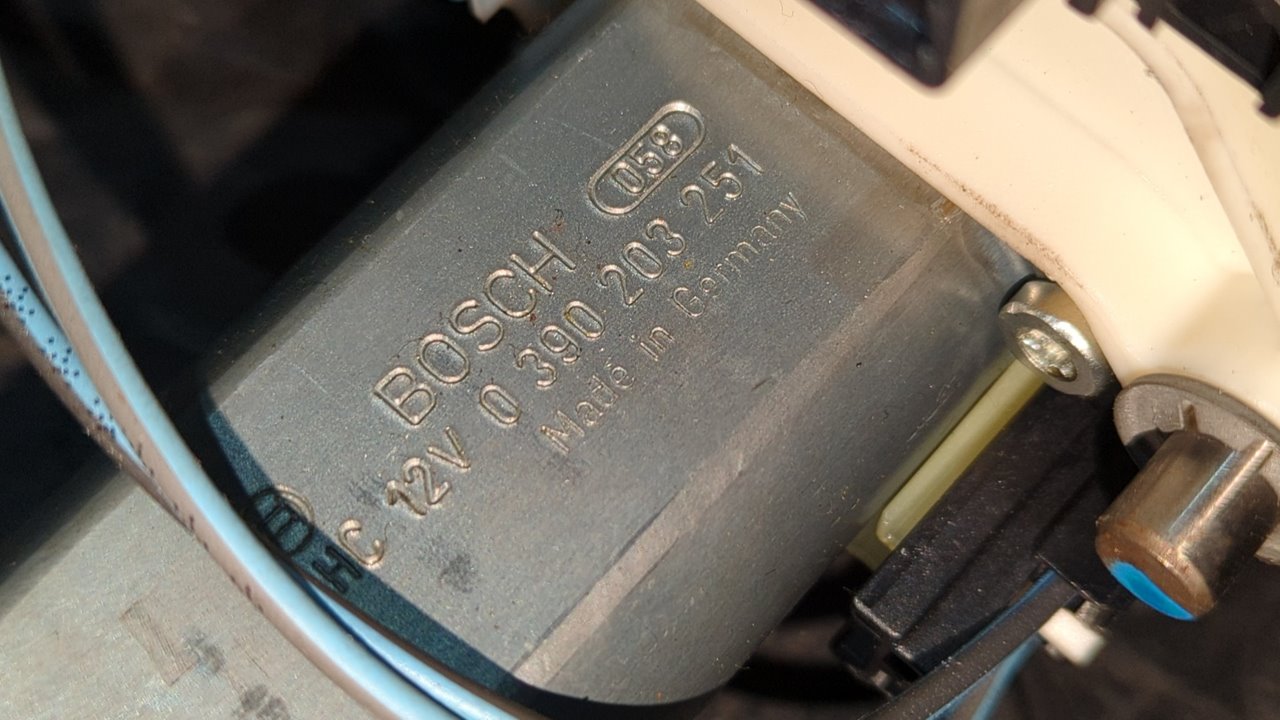 058
BOSCH
C 12V 0 390 203 251
Made in Germany
H